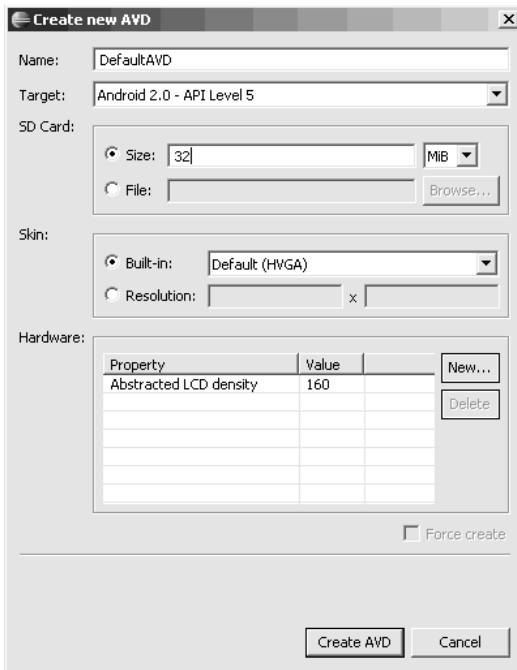 Create new AVD
Name: DefaultAVD
Target: Android 2.0 - API Level 5
SD Card:
Size: 32 MiB
File: Browse...
Skin:
Built-in: Default (HVGA)
Resolution: x
Hardware:
Property Value New...
Abstracted LCD density 160
Delete
Force create
Create AVD Cancel